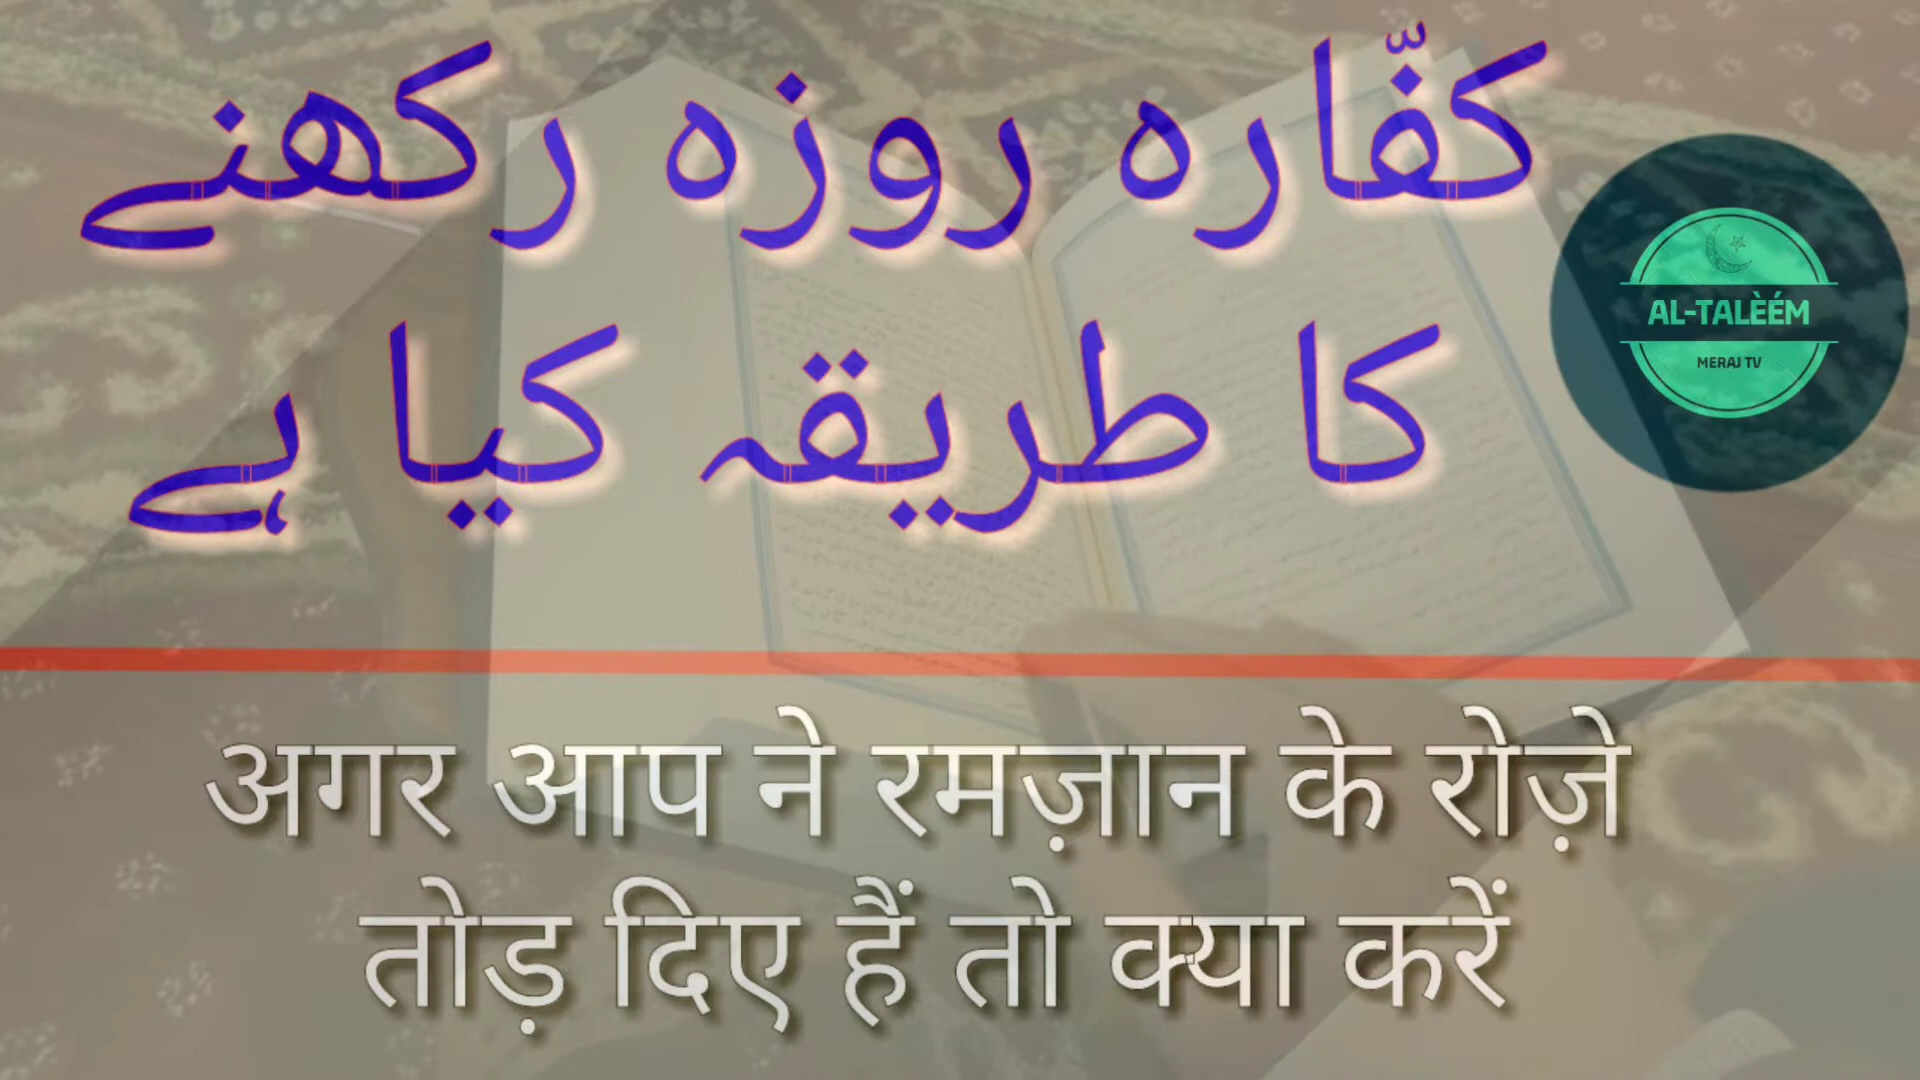 کفّارہ روزہ رکھنے
کا طریقہ کیا ہے
AL-TALÈÉM
MERAJ TV
अगर आप ने रमज़ान के रोज़े
तोड़ दिए हैं तो क्या करें